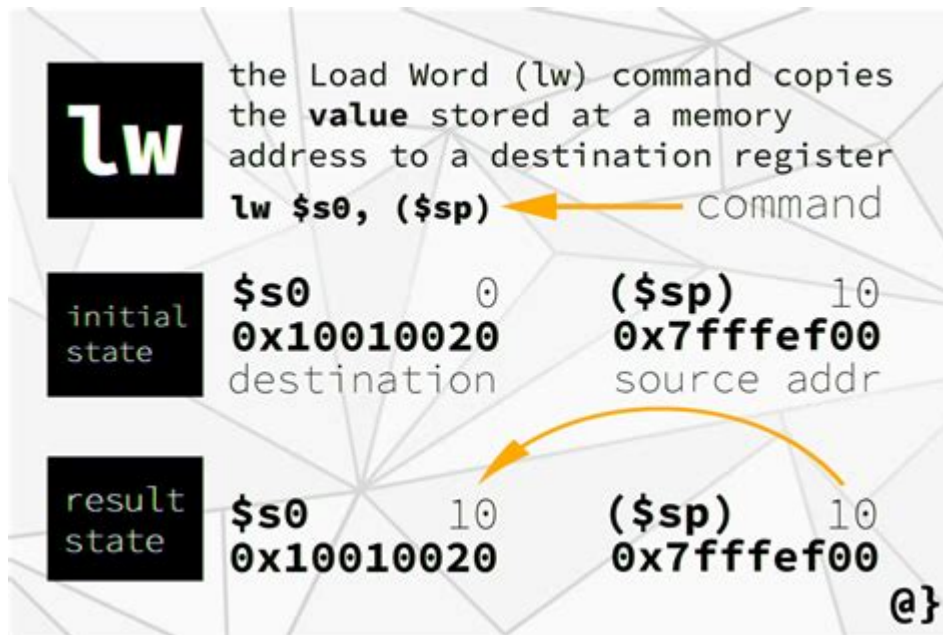 lw
the Load Word (lw) command copies
the value stored at a memory
address to a destination register
lw $s0, ($sp) command
initial
state
$s0 0 ($sp) 10
0x10010020 0x7fffef00
destination source addr
result
state
$s0 10 ($sp) 10
0x10010020 0x7fffef00
@}